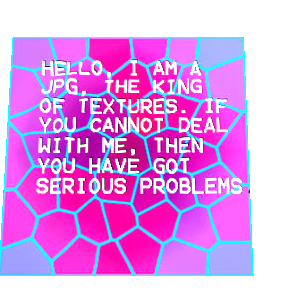 HELLO, I AM A
JPG, THE KING
OF TEXTURES. IF
YOU CANNOT DEAL
WITH ME, THEN
YOU HAVE GOT
SERIOUS PROBLEMS.